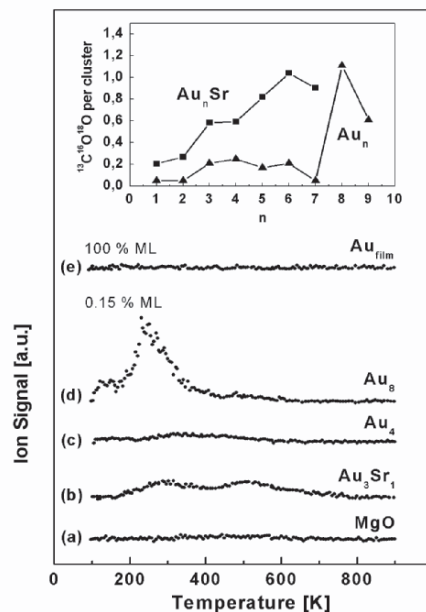 ¹³C¹⁶O¹⁸O per cluster
1,4
1,2
1,0
0,8
0,6
0,4
0,2
0,0
AuₙSr
Auₙ
0 1 2 3 4 5 6 7 8 9 10
n
100 % ML
Au_film
(e)
0.15 % ML
Ion Signal [a.u.]
(d)
Au₈
(c)
Au₄
(b)
Au₃Sr₁
(a)
MgO
0 200 400 600 800
Temperature [K]